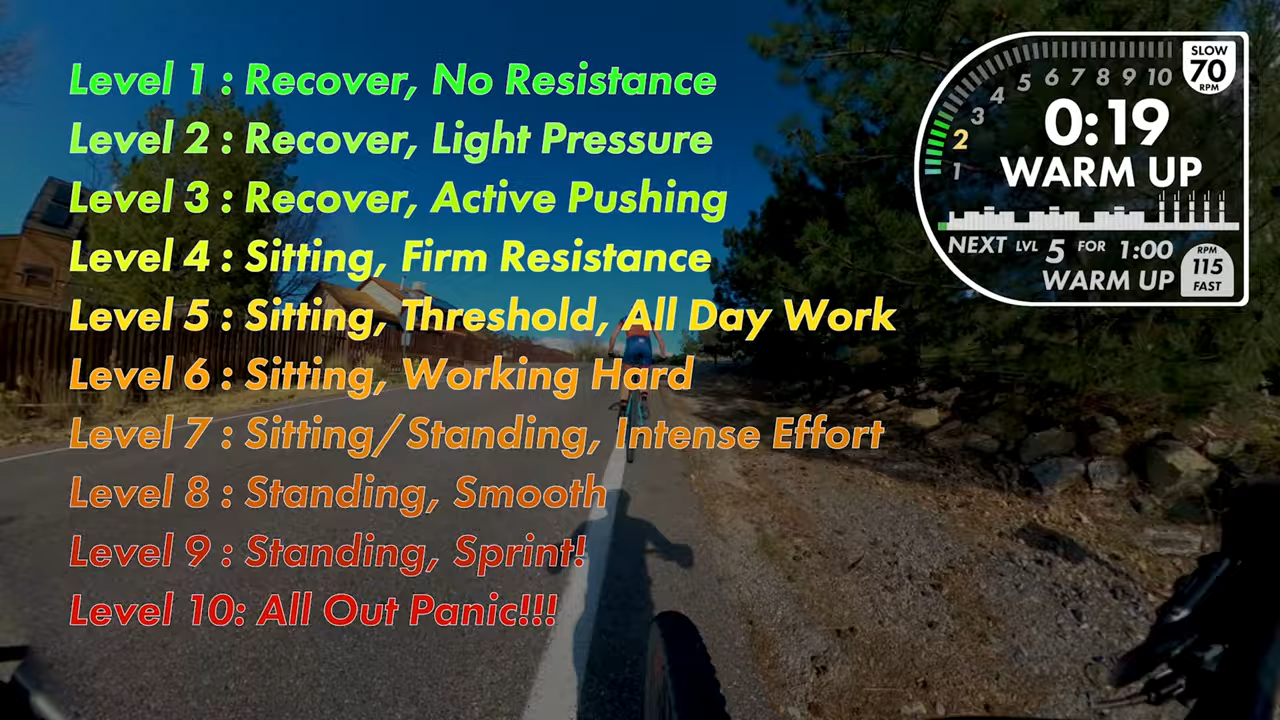 Level 1 : Recover, No Resistance
Level 2 : Recover, Light Pressure
Level 3 : Recover, Active Pushing
Level 4 : Sitting, Firm Resistance
Level 5 : Sitting, Threshold, All Day Work
Level 6 : Sitting, Working Hard
Level 7 : Sitting/Standing, Intense Effort
Level 8 : Standing, Smooth
Level 9 : Standing, Sprint!
Level 10: All Out Panic!!!
SLOW
70
RPM
1 2 3 4 5 6 7 8 9 10
0:19
WARM UP
NEXT LVL 5 FOR 1:00
WARM UP
RPM
115
FAST